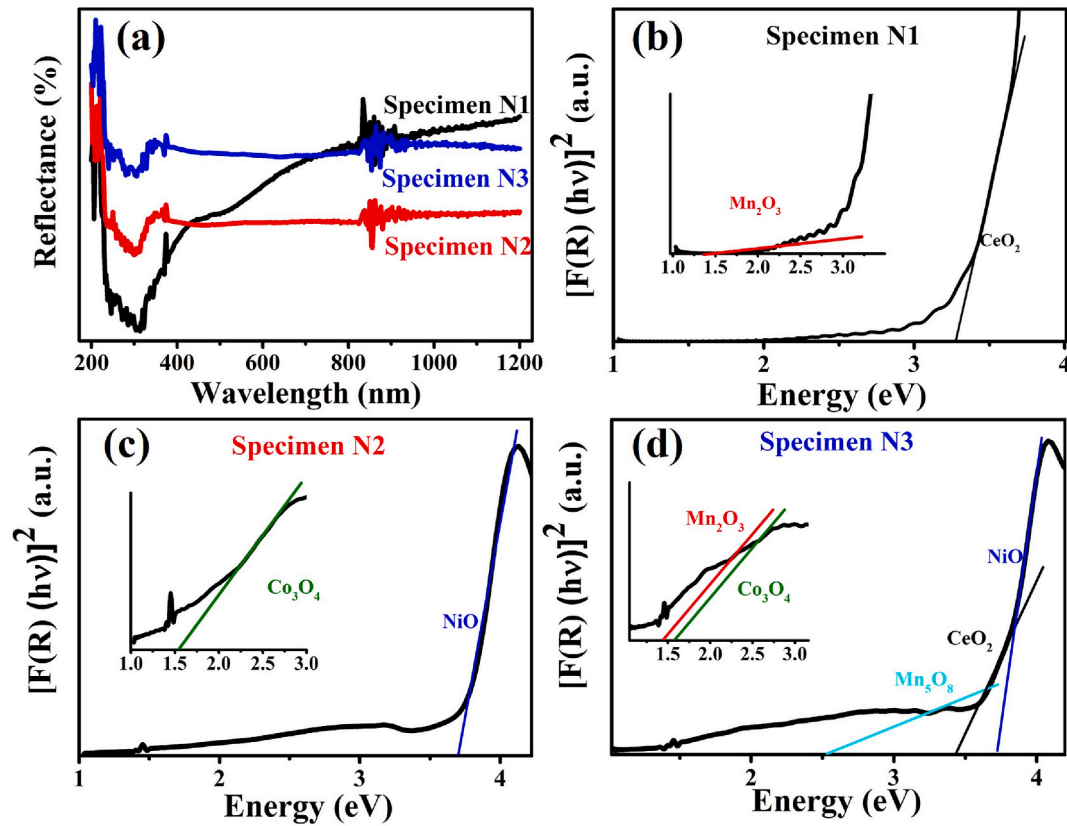 (a)
Reflectance (%)
Specimen N1
Specimen N3
Specimen N2
200 400 600 800 1000 1200
Wavelength (nm)
(b)
Specimen N1
[F(R) (hν)]² (a.u.)
Mn₂O₃
1.0 1.5 2.0 2.5 3.0
CeO₂
1 2 3 4
Energy (eV)
(c)
Specimen N2
[F(R) (hν)]² (a.u.)
Co₃O₄
1.0 1.5 2.0 2.5 3.0
NiO
1 2 3 4
Energy (eV)
(d)
Specimen N3
[F(R) (hν)]² (a.u.)
Mn₂O₃
Co₃O₄
1.5 2.0 2.5 3.0
NiO
CeO₂
Mn₅O₈
2 3 4
Energy (eV)